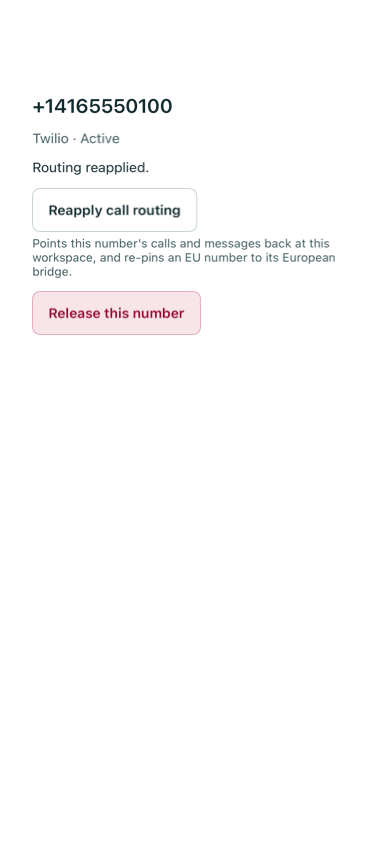 +14165550100
Twilio · Active
Routing reapplied.
Reapply call routing
Points this number's calls and messages back at this
workspace, and re-pins an EU number to its European
bridge.
Release this number